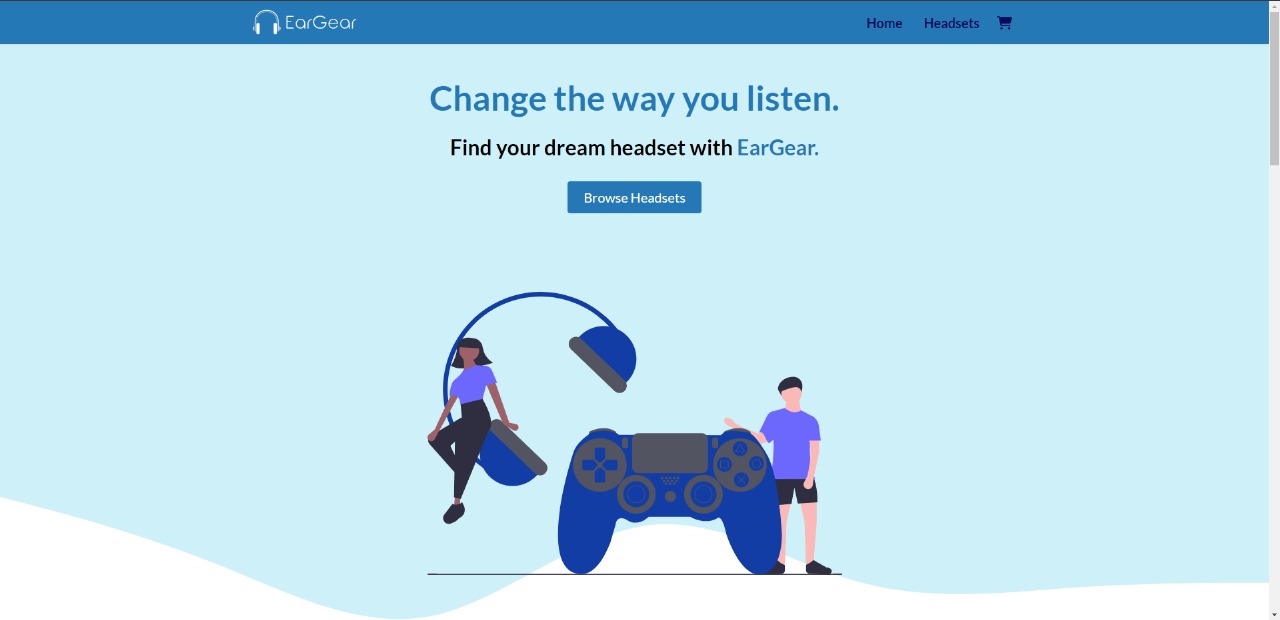 EarGear
Home Headsets
Change the way you listen.
Find your dream headset with EarGear.
Browse Headsets